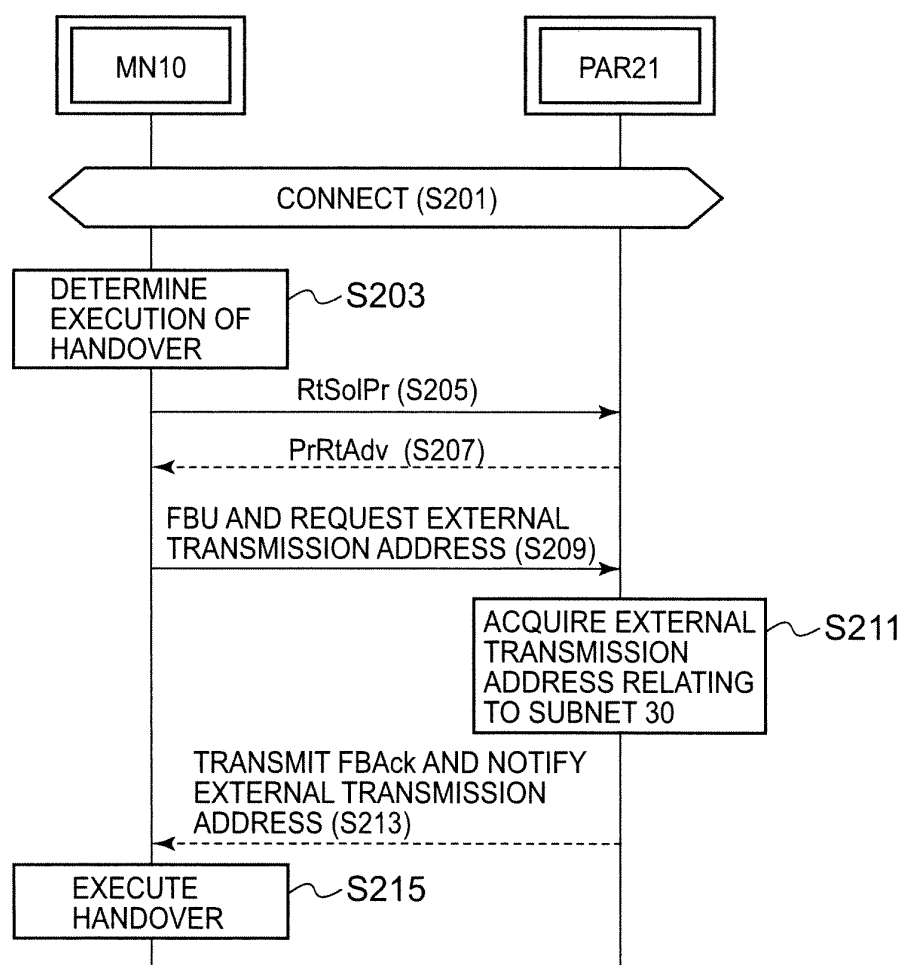 MN10
PAR21
CONNECT (S201)
DETERMINE
EXECUTION OF
HANDOVER
S203
RtSolPr (S205)
PrRtAdv (S207)
FBU AND REQUEST EXTERNAL
TRANSMISSION ADDRESS (S209)
ACQUIRE EXTERNAL
TRANSMISSION
ADDRESS RELATING
TO SUBNET 30
S211
TRANSMIT FBAck AND NOTIFY
EXTERNAL TRANSMISSION
ADDRESS (S213)
EXECUTE
HANDOVER
S215